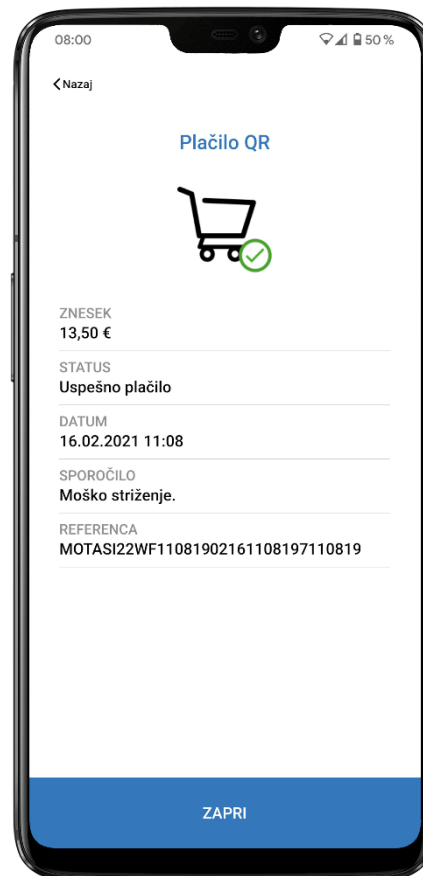 08:00
50 %
Nazaj
Plačilo QR
ZNESEK
13,50 €
STATUS
Uspešno plačilo
DATUM
16.02.2021 11:08
SPOROČILO
Moško striženje.
REFERENCA
MOTASI22WF11081902161108197110819
ZAPRI